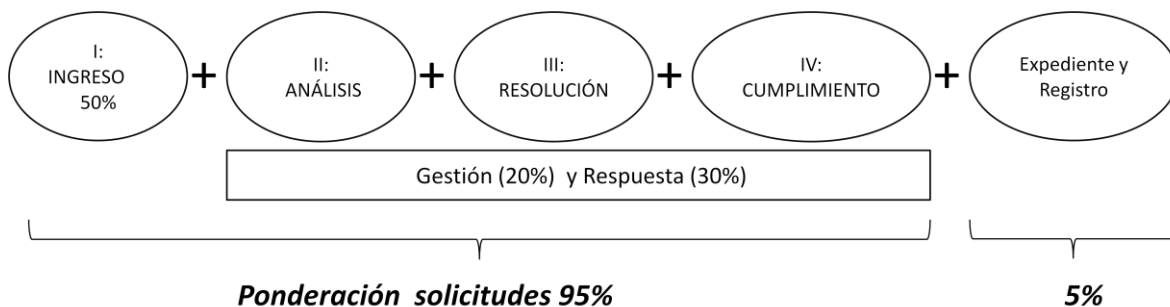 I:
INGRESO
50%
+
II:
ANÁLISIS
+
III:
RESOLUCIÓN
+
IV:
CUMPLIMIENTO
+
Expediente y
Registro
Gestión (20%) y Respuesta (30%)
Ponderación solicitudes 95%
5%